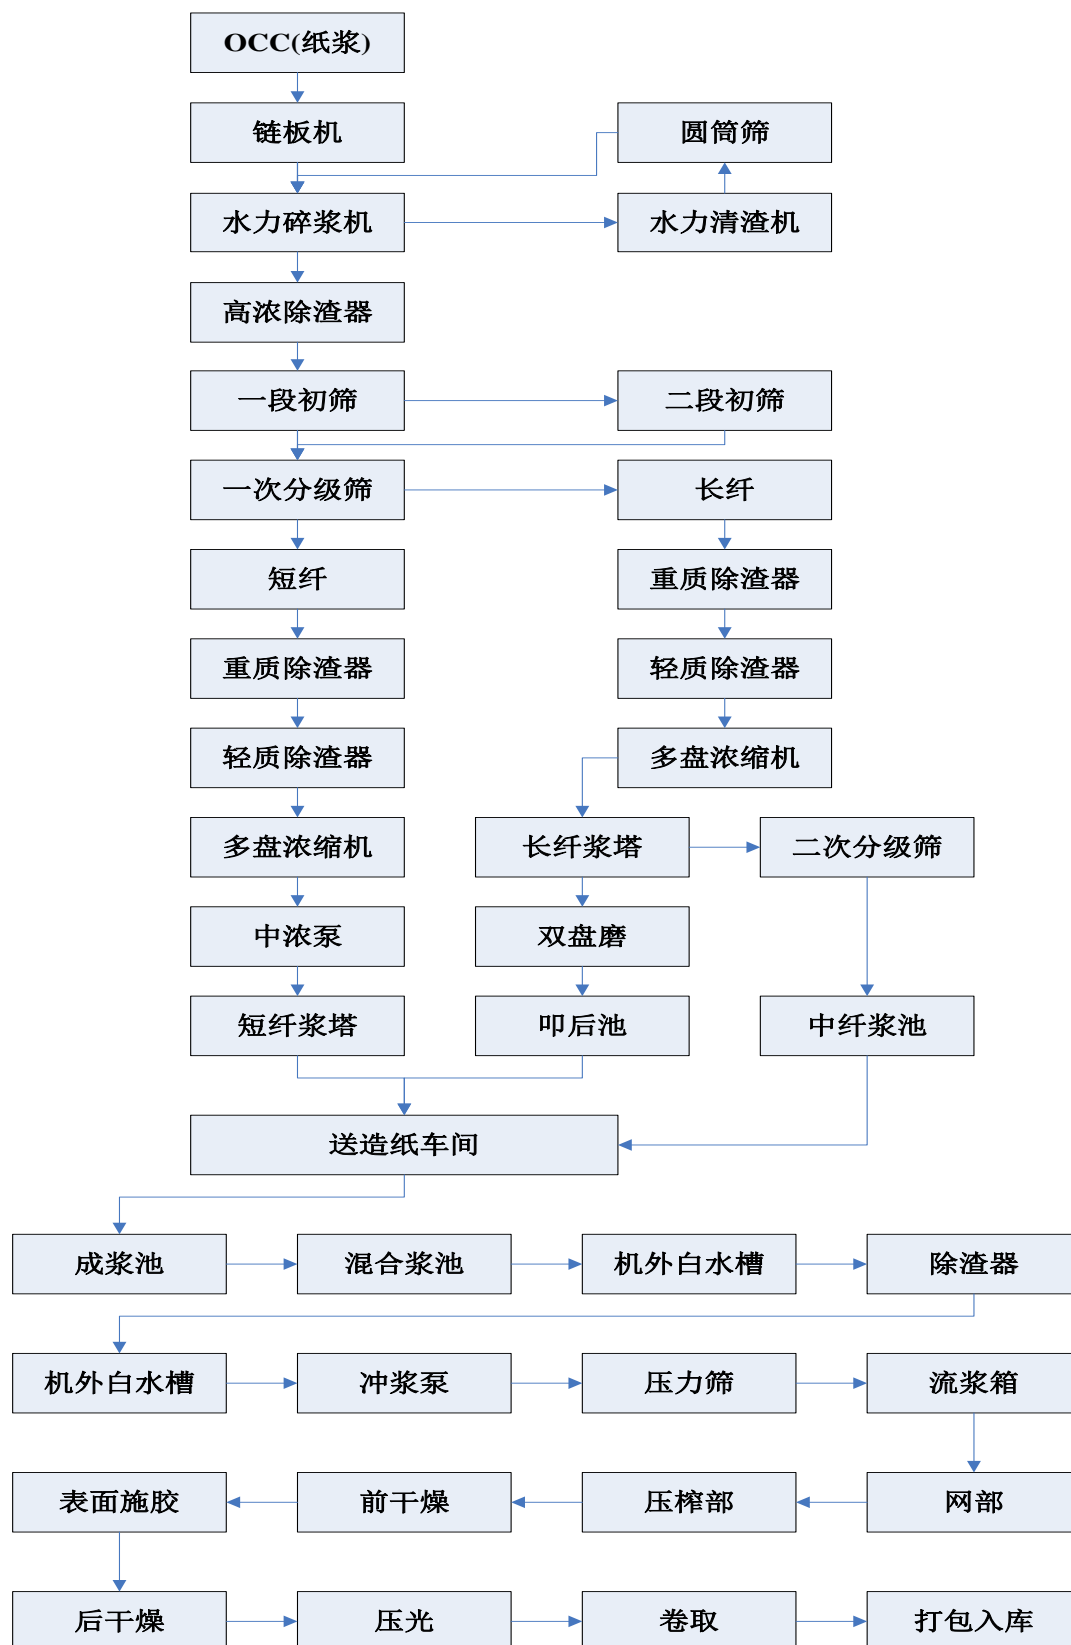 OCC(纸浆)
链板机
圆筒筛
水力碎浆机
水力清渣机
高浓除渣器
一段初筛
二段初筛
一次分级筛
长纤
短纤
重质除渣器
重质除渣器
轻质除渣器
轻质除渣器
多盘浓缩机
多盘浓缩机
长纤浆塔
二次分级筛
中浓泵
双盘磨
短纤浆塔
叩后池
中纤浆池
送造纸车间
成浆池
混合浆池
机外白水槽
除渣器
机外白水槽
冲浆泵
压力筛
流浆箱
表面施胶
前干燥
压榨部
网部
后干燥
压光
卷取
打包入库